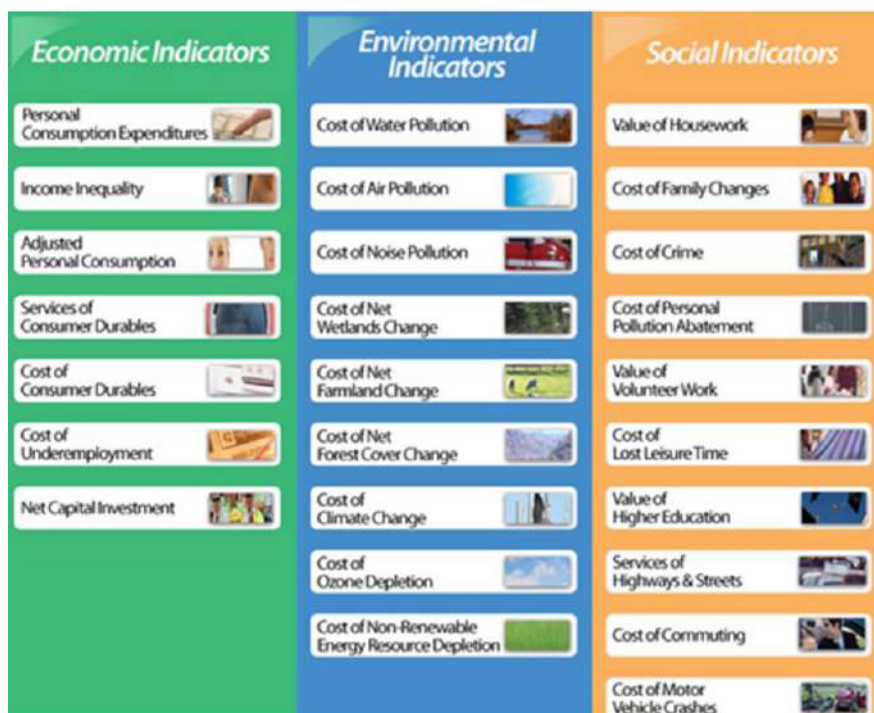 Economic Indicators
Personal
Consumption Expenditures
Income Inequality
Adjusted
Personal Consumption
Services of
Consumer Durables
Cost of
Consumer Durables
Cost of
Underemployment
Net Capital Investment
Environmental
Indicators
Cost of Water Pollution
Cost of Air Pollution
Cost of Noise Pollution
Cost of Net
Wetlands Change
Cost of Net
Farmland Change
Cost of Net
Forest Cover Change
Cost of
Climate Change
Cost of
Ozone Depletion
Cost of Non-Renewable
Energy Resource Depletion
Social Indicators
Value of Housework
Cost of Family Changes
Cost of Crime
Cost of Personal
Pollution Abatement
Value of
Volunteer Work
Cost of
Lost Leisure Time
Value of
Higher Education
Services of
Highways & Streets
Cost of Commuting
Cost of Motor
Vehicle Crashes